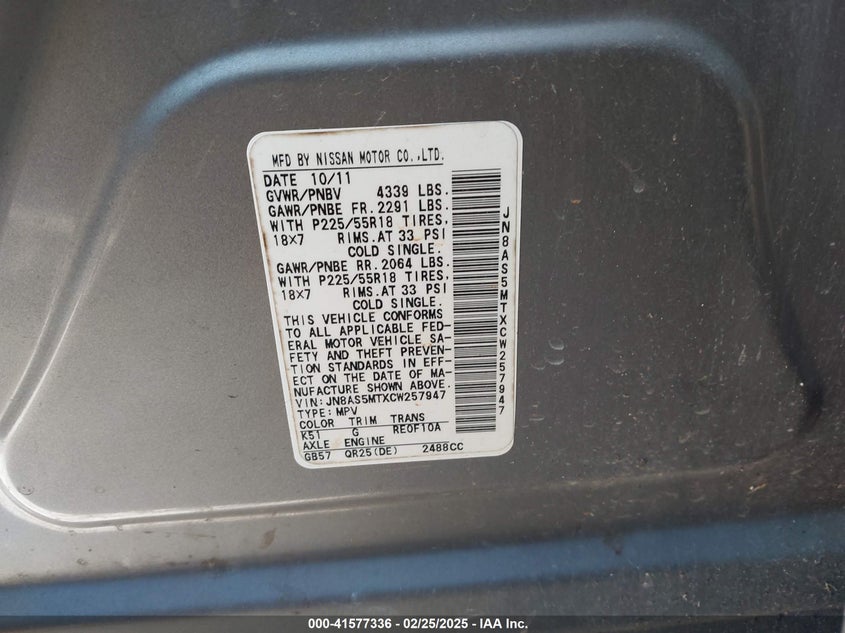 MFD BY NISSAN MOTOR CO.,LTD.
DATE 10/11
GVWR/PNBV 4339 LBS.
GAWR/PNBE FR.2291 LBS.
WITH P225/55R18 TIRES,
18X7 RIMS.AT 33 PSI
COLD SINGLE.
GAWR/PNBE RR.2064 LBS.
WITH P225/55R18 TIRES,
18X7 RIMS.AT 33 PSI
COLD SINGLE.
THIS VEHICLE CONFORMS
TO ALL APPLICABLE FED-
ERAL MOTOR VEHICLE SA-
FETY AND THEFT PREVEN-
TION STANDARDS IN EFF-
ECT ON THE DATE OF MA-
NUFACTURE SHOWN ABOVE.
VIN:JN8AS5MTXCW257947
TYPE:MPV
COLOR TRIM TRANS
K51 G RE0F10A
AXLE ENGINE
GB57 QR25(DE) 2488CC
JN8AS5MTXCW257947
000-41577336 - 02/25/2025 - IAA Inc.